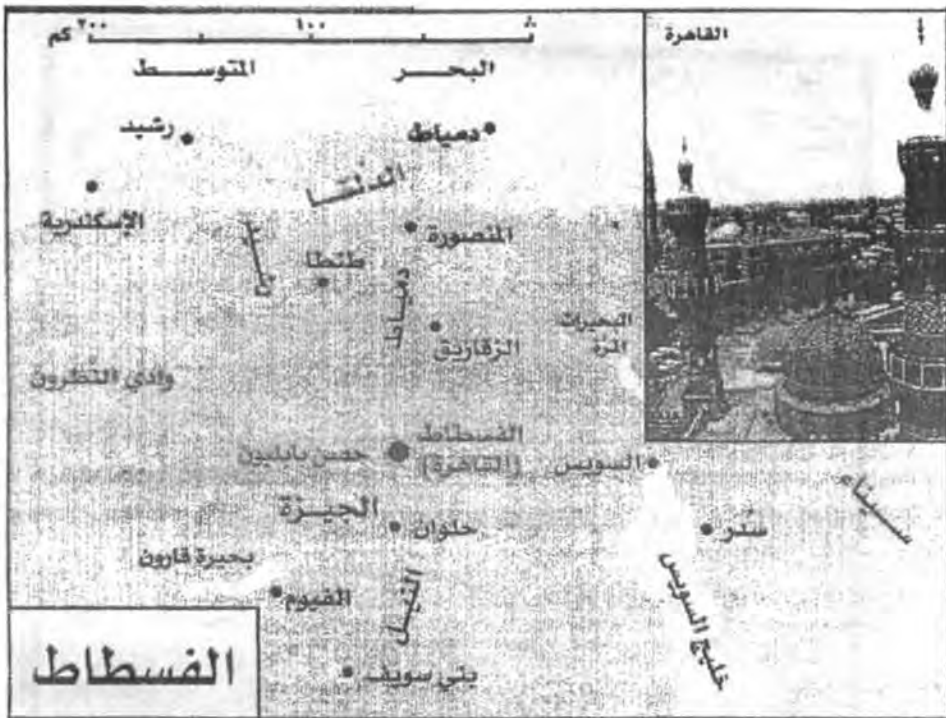 القاهرة
٢٠٠ كم ١٠٠
البحر المتوسط
دمياط
رشيد
الدلتا
الإسكندرية
المنصورة
طنطا
دمياط
البحيرات
المرة
الزقازيق
وادي النطرون
الفسطاط
(القاهرة)
حصن بابليون
السويس
سيناء
الجيزة
حلوان
سدر
بحيرة قارون
الفيوم
النيل
خليج السويس
بني سويف
الفسطاط